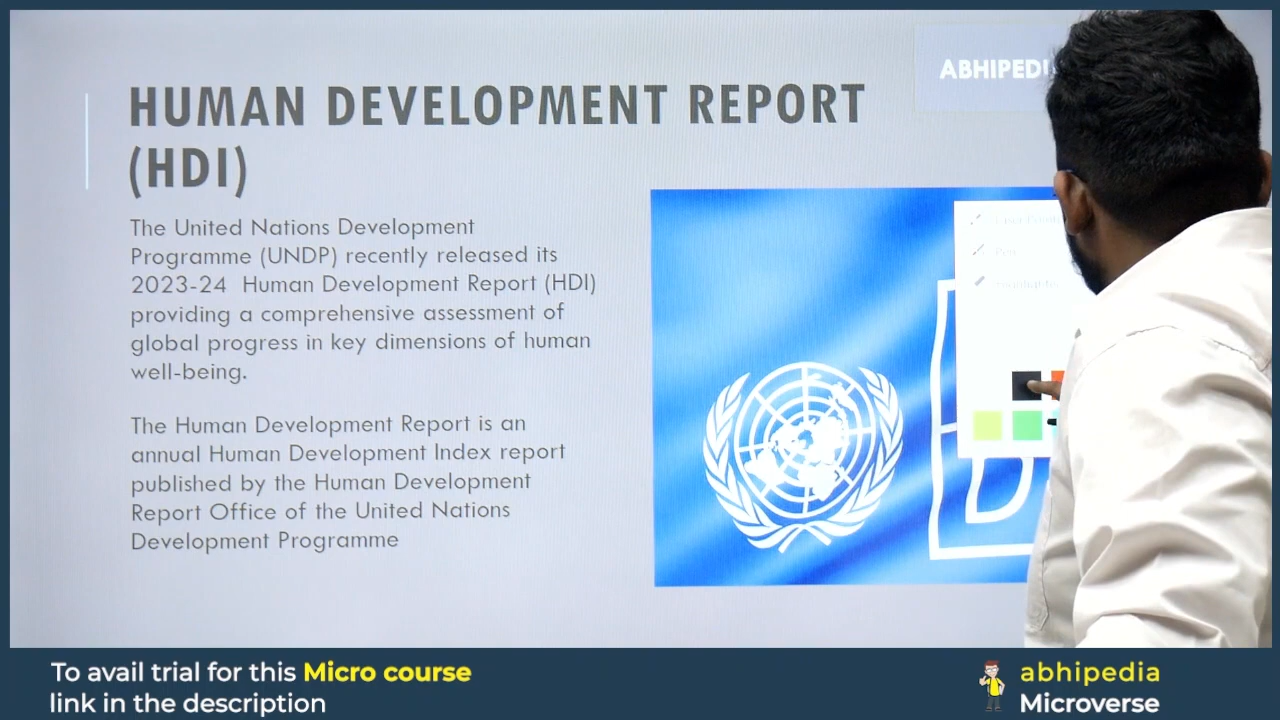 ABHIPEDI
HUMAN DEVELOPMENT REPORT
(HDI)
The United Nations Development
Programme (UNDP) recently released its
2023-24 Human Development Report (HDI)
providing a comprehensive assessment of
global progress in key dimensions of human
well-being.
The Human Development Report is an
annual Human Development Index report
published by the Human Development
Report Office of the United Nations
Development Programme
Pen
To avail trial for this Micro course
link in the description
abhipedia
Microverse